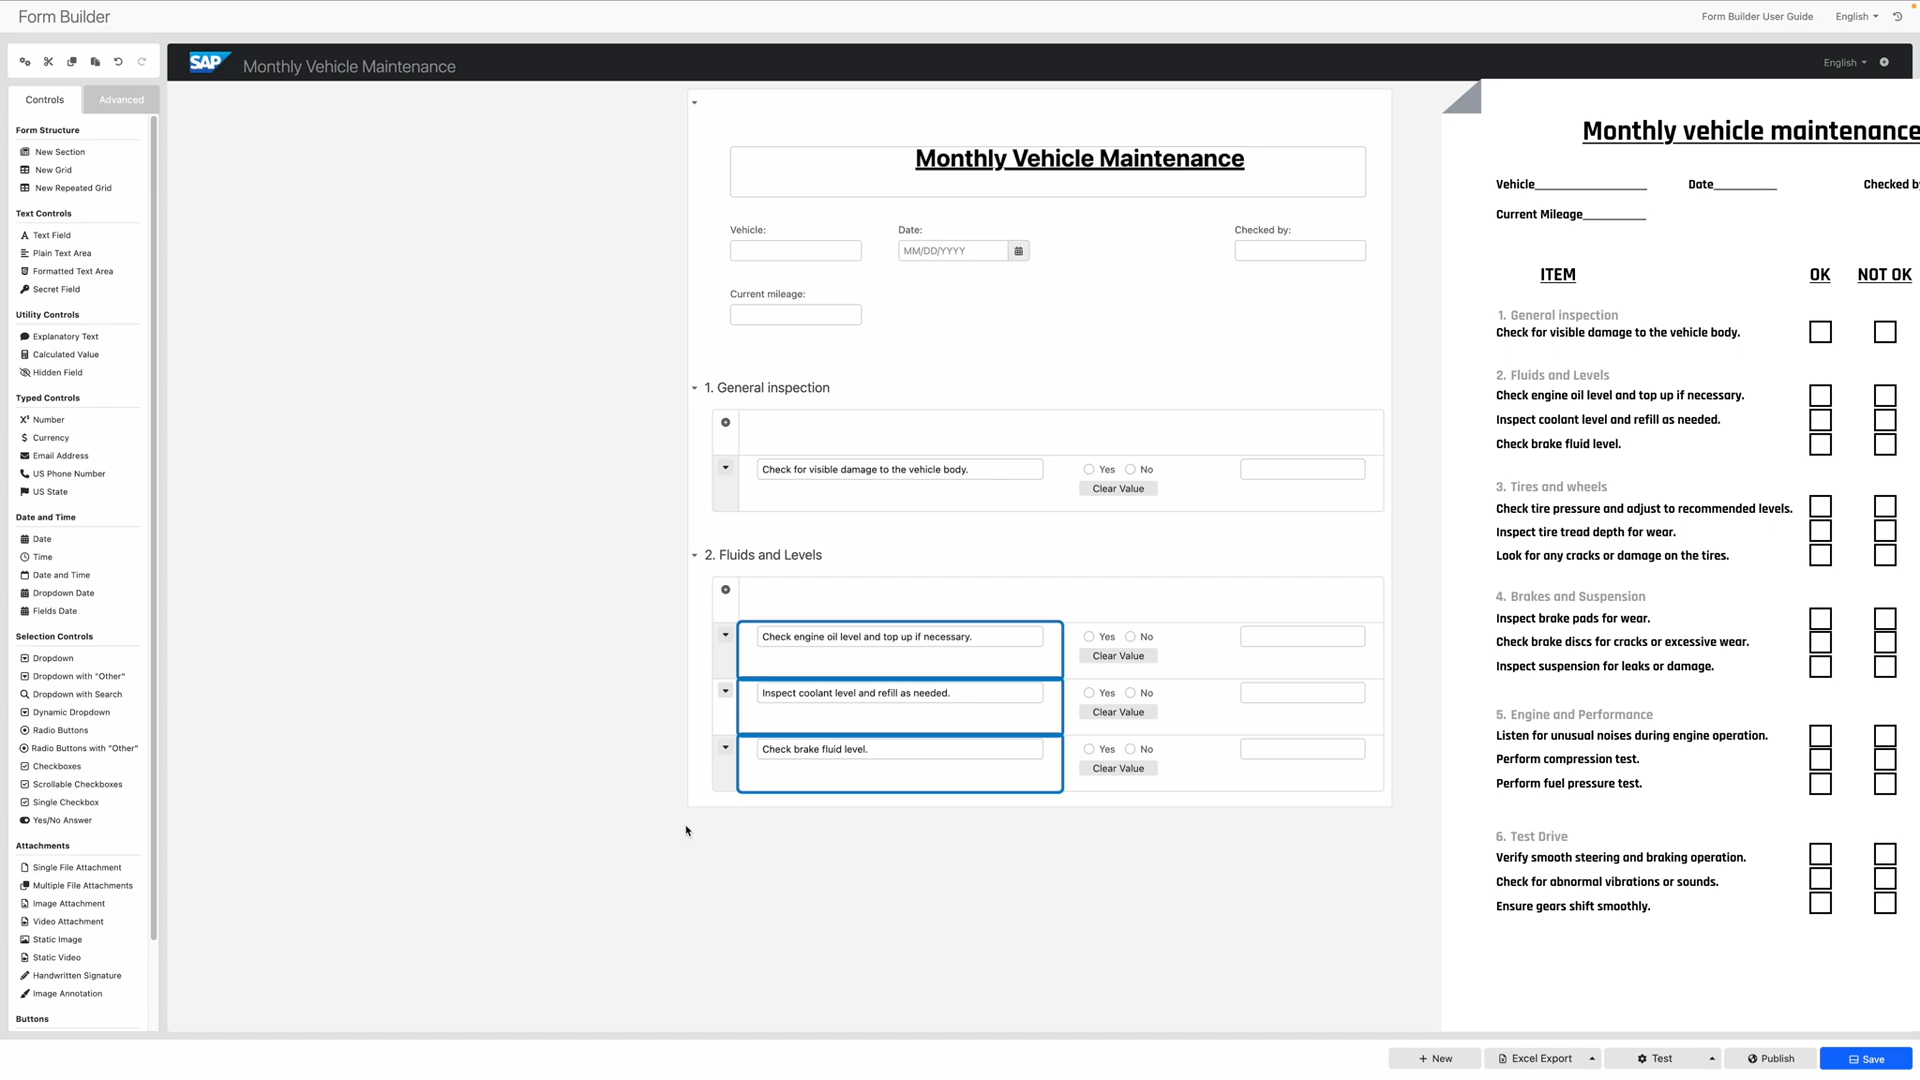 Form Builder
Form Builder User Guide
English
SAP
Monthly Vehicle Maintenance
English
Controls
Advanced
Form Structure
New Section
New Grid
New Repeated Grid
Text Controls
Text Field
Plain Text Area
Formatted Text Area
Secret Field
Utility Controls
Explanatory Text
Calculated Value
Hidden Field
Typed Controls
Number
Currency
Email Address
US Phone Number
US State
Date and Time
Date
Time
Date and Time
Dropdown Date
Fields Date
Selection Controls
Dropdown
Dropdown with "Other"
Dropdown with Search
Dynamic Dropdown
Radio Buttons
Radio Buttons with "Other"
Checkboxes
Scrollable Checkboxes
Single Checkbox
Yes/No Answer
Attachments
Single File Attachment
Multiple File Attachments
Image Attachment
Video Attachment
Static Image
Static Video
Handwritten Signature
Image Annotation
Buttons
Monthly Vehicle Maintenance
Vehicle:
Date:
Checked by:
MM/DD/YYYY
Current mileage:
1. General inspection
Check for visible damage to the vehicle body.
Yes No
Clear Value
2. Fluids and Levels
Check engine oil level and top up if necessary.
Yes No
Clear Value
Inspect coolant level and refill as needed.
Yes No
Clear Value
Check brake fluid level.
Yes No
Clear Value
Monthly vehicle maintenance
Vehicle_________________ Date__________ Checked by
Current Mileage__________
ITEM OK NOT OK
1. General inspection
Check for visible damage to the vehicle body.
2. Fluids and Levels
Check engine oil level and top up if necessary.
Inspect coolant level and refill as needed.
Check brake fluid level.
3. Tires and wheels
Check tire pressure and adjust to recommended levels.
Inspect tire tread depth for wear.
Look for any cracks or damage on the tires.
4. Brakes and Suspension
Inspect brake pads for wear.
Check brake discs for cracks or excessive wear.
Inspect suspension for leaks or damage.
5. Engine and Performance
Listen for unusual noises during engine operation.
Perform compression test.
Perform fuel pressure test.
6. Test Drive
Verify smooth steering and braking operation.
Check for abnormal vibrations or sounds.
Ensure gears shift smoothly.
New
Excel Export
Test
Publish
Save